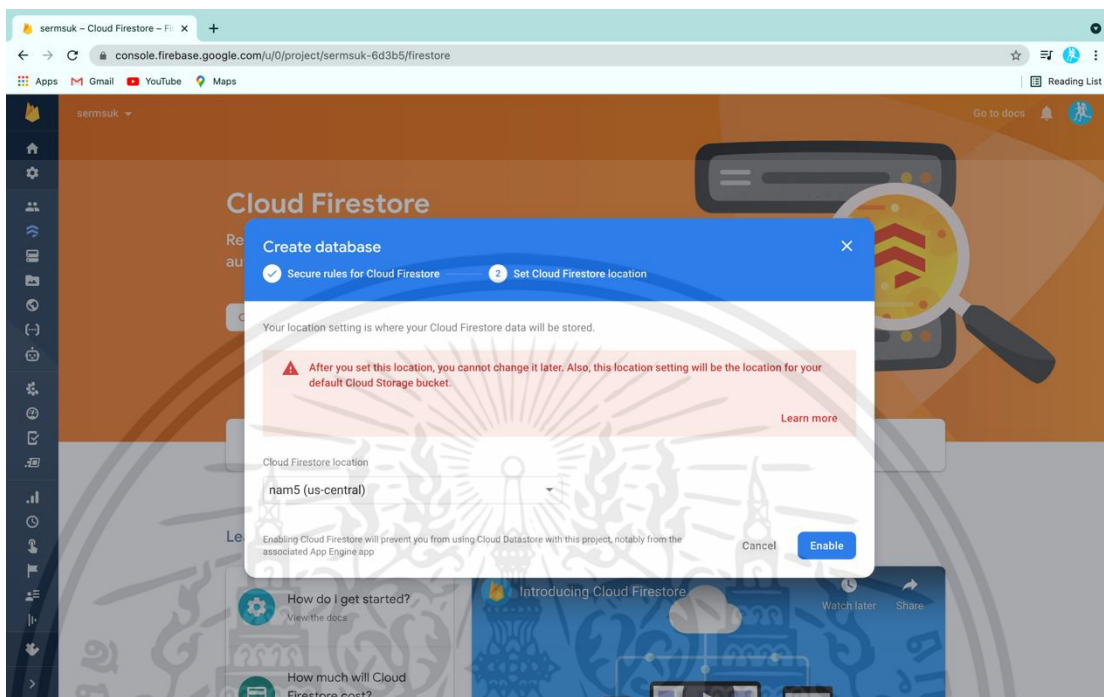 sermsuk – Cloud Firestore – Fi
console.firebase.google.com/u/0/project/sermsuk-6d3b5/firestore
Apps Gmail YouTube Maps Reading List
sermsuk Go to docs
Cloud Firestore
Re
au
Create database
Secure rules for Cloud Firestore 2 Set Cloud Firestore location
C
Your location setting is where your Cloud Firestore data will be stored.
After you set this location, you cannot change it later. Also, this location setting will be the location for your
default Cloud Storage bucket.
Learn more
Cloud Firestore location
nam5 (us-central)
Le
Enabling Cloud Firestore will prevent you from using Cloud Datastore with this project, notably from the
associated App Engine app
Cancel Enable
How do I get started?
View the docs
Introducing Cloud Firestore
Watch later Share
How much will Cloud
Firestore cost?